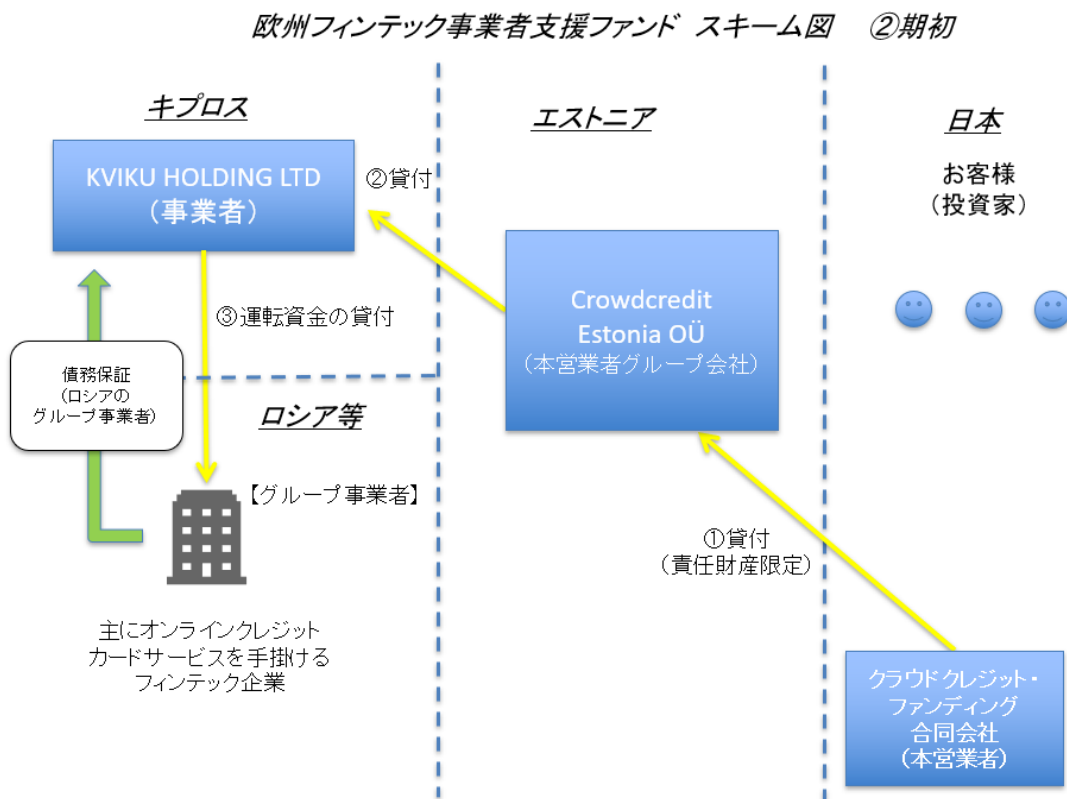 欧州フィンテック事業者支援ファンド スキーム図　②期初
キプロス
KVIKU HOLDING LTD
（事業者）
②貸付
③運転資金の貸付
債務保証
(ロシアの
グループ事業者)
ロシア等
【グループ事業者】
主にオンラインクレジット
カードサービスを手掛ける
フィンテック企業
エストニア
Crowdcredit
Estonia OÜ
（本営業者グループ会社）
①貸付
（責任財産限定）
日本
お客様
（投資家）
クラウドクレジット・
ファンディング
合同会社
（本営業者）